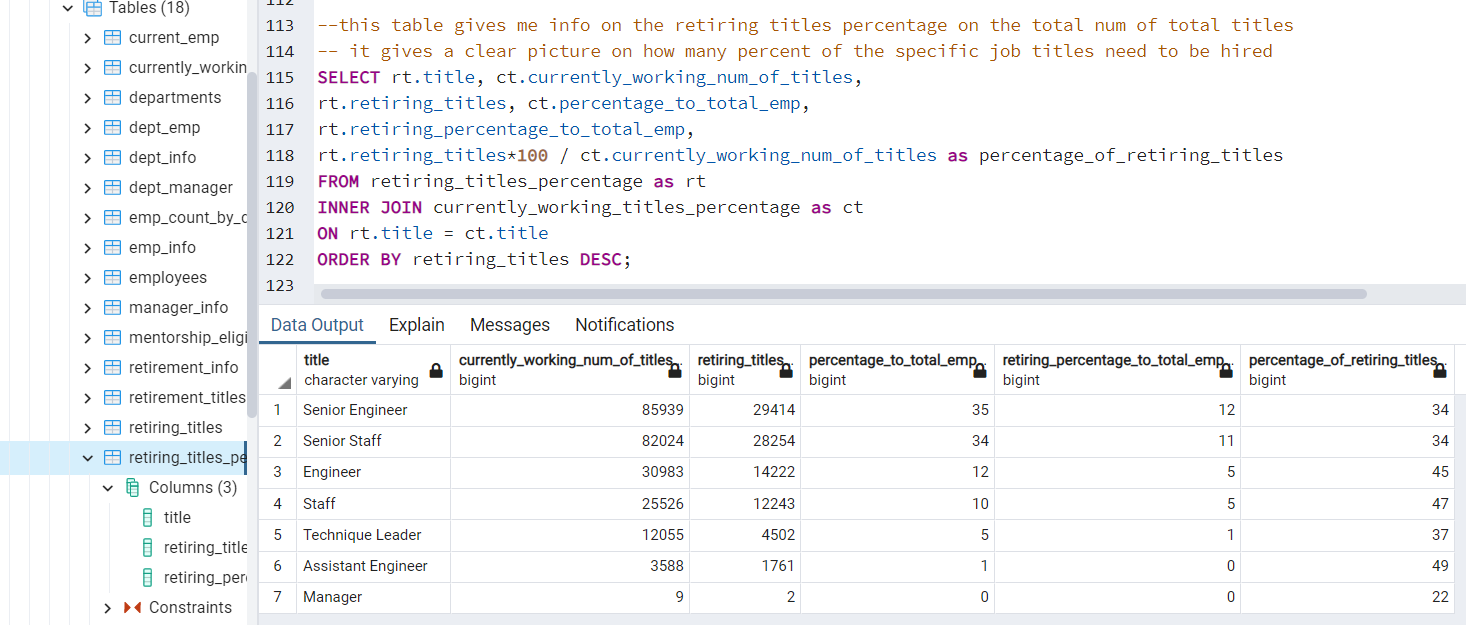 Tables (18)
current_emp
currently_workin
departments
dept_emp
dept_info
dept_manager
emp_count_by_c
emp_info
employees
manager_info
mentorship_eligi
retirement_info
retirement_titles
retiring_titles
retiring_titles_pe
Columns (3)
title
retiring_title
retiring_per
Constraints
112
113 --this table gives me info on the retiring titles percentage on the total num of total titles
114 -- it gives a clear picture on how many percent of the specific job titles need to be hired
115 SELECT rt.title, ct.currently_working_num_of_titles,
116 rt.retiring_titles, ct.percentage_to_total_emp,
117 rt.retiring_percentage_to_total_emp,
118 rt.retiring_titles*100 / ct.currently_working_num_of_titles as percentage_of_retiring_titles
119 FROM retiring_titles_percentage as rt
120 INNER JOIN currently_working_titles_percentage as ct
121 ON rt.title = ct.title
122 ORDER BY retiring_titles DESC;
123
Data Output Explain Messages Notifications
title currently_working_num_of_titles retiring_titles percentage_to_total_emp retiring_percentage_to_total_emp percentage_of_retiring_titles
character varying bigint bigint bigint bigint bigint
1 Senior Engineer 85939 29414 35 12 34
2 Senior Staff 82024 28254 34 11 34
3 Engineer 30983 14222 12 5 45
4 Staff 25526 12243 10 5 47
5 Technique Leader 12055 4502 5 1 37
6 Assistant Engineer 3588 1761 1 0 49
7 Manager 9 2 0 0 22